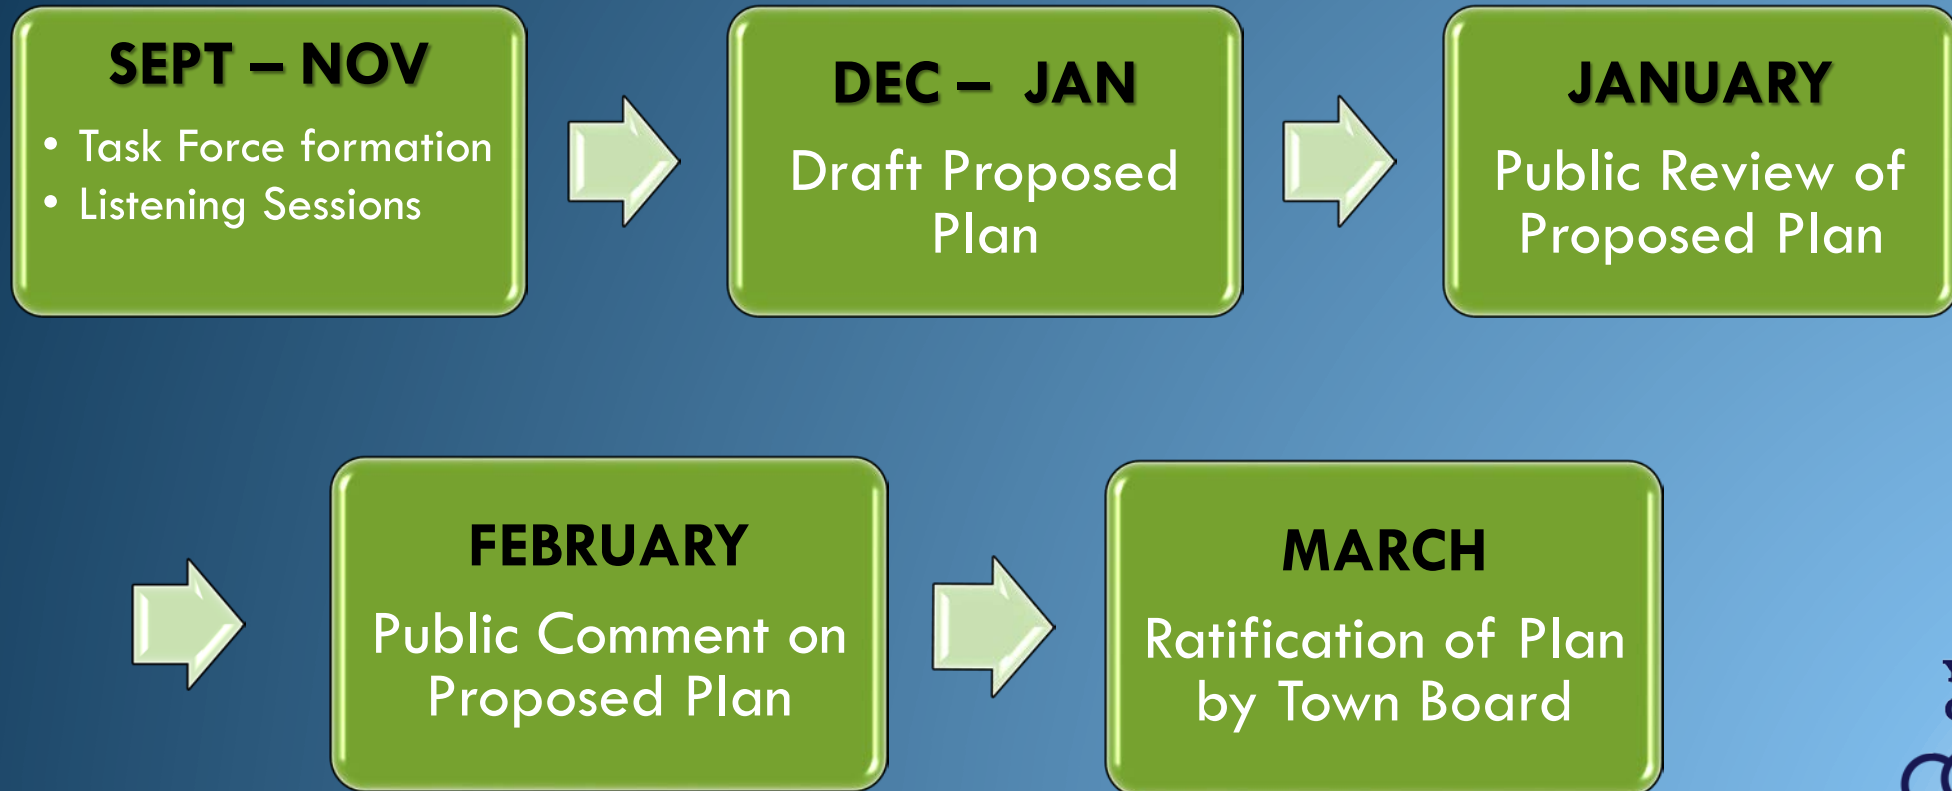 SEPT – NOV
• Task Force formation
• Listening Sessions
DEC – JAN
Draft Proposed
Plan
JANUARY
Public Review of
Proposed Plan
FEBRUARY
Public Comment on
Proposed Plan
MARCH
Ratification of Plan
by Town Board